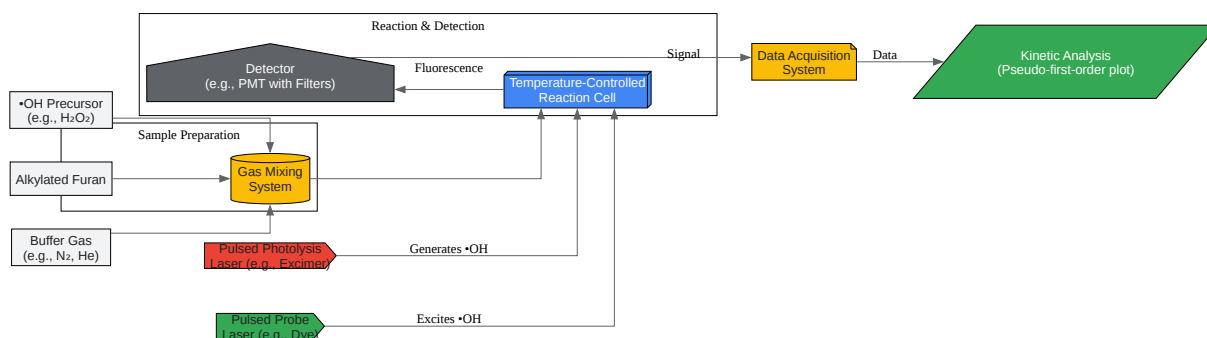 Reaction & Detection
Detector
(e.g., PMT with Filters)
Fluorescence
Temperature-Controlled
Reaction Cell
Signal
Data Acquisition
System
Data
Kinetic Analysis
(Pseudo-first-order plot)
•OH Precursor
(e.g., H₂O₂)
Sample Preparation
Alkylated Furan
Gas Mixing
System
Buffer Gas
(e.g., N₂, He)
Pulsed Photolysis
Laser (e.g., Excimer)
Generates •OH
Pulsed Probe
Laser (e.g., Dye)
Excites •OH